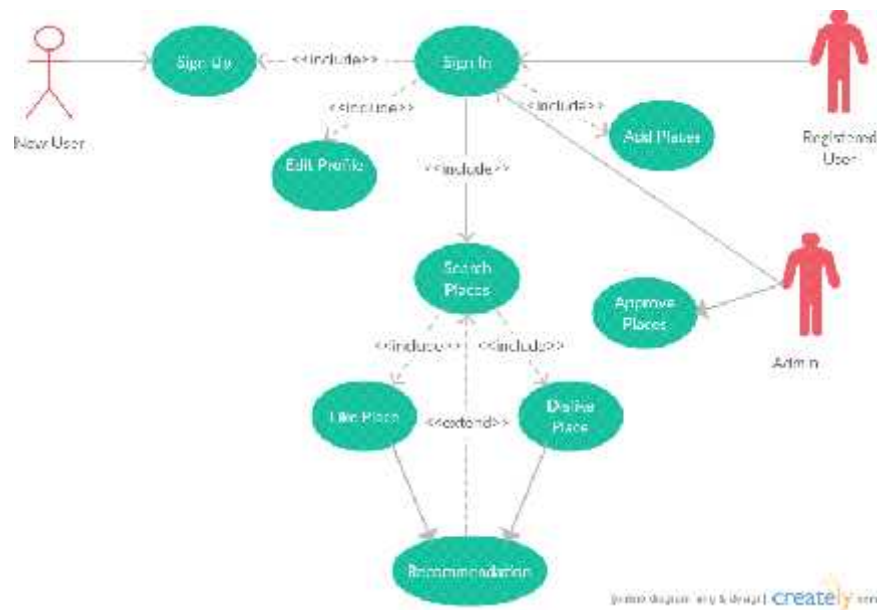 Sign Up
<<include>>
Sign In
<<include>>
<<include>>
New User
Edit Profile
Add Places
Registered
User
<<include>>
Search
Places
Approve
Places
<<include>>
<<include>>
Admin
Like Place
<<extend>>
Dislike
Place
Recommendation
creately